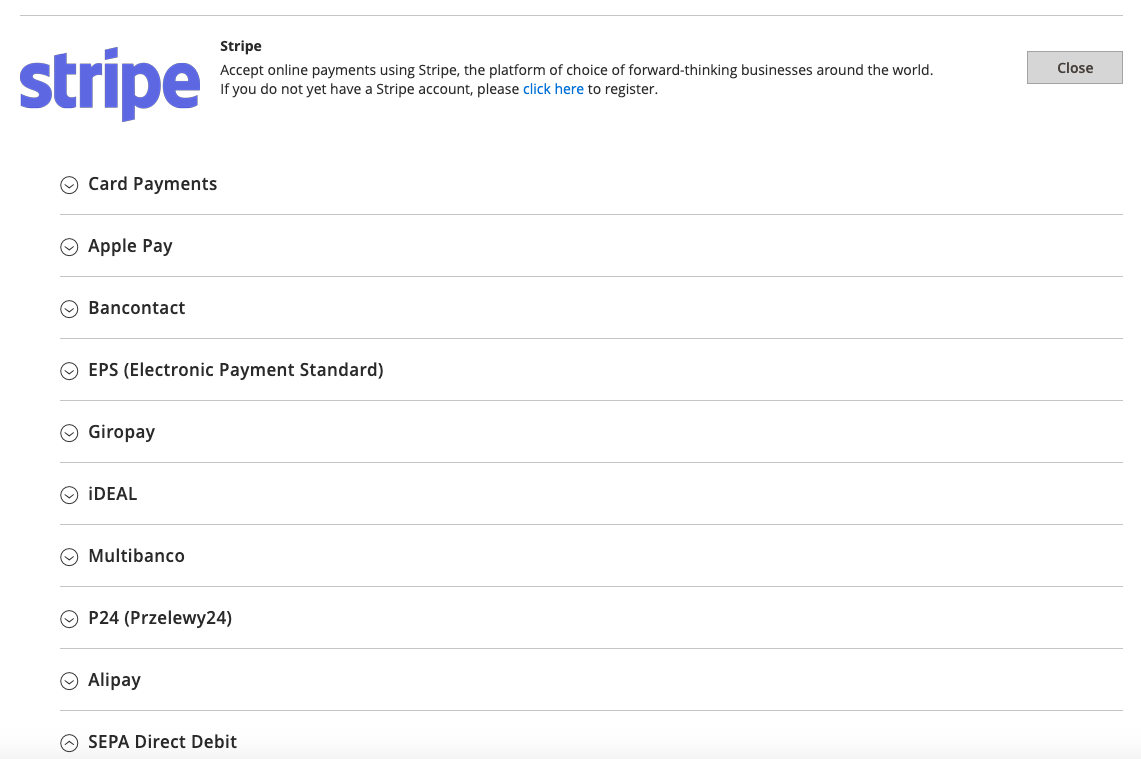 stripe
Stripe
Accept online payments using Stripe, the platform of choice of forward-thinking businesses around the world.
If you do not yet have a Stripe account, please click here to register.
Close
Card Payments
Apple Pay
Bancontact
EPS (Electronic Payment Standard)
Giropay
iDEAL
Multibanco
P24 (Przelewy24)
Alipay
SEPA Direct Debit